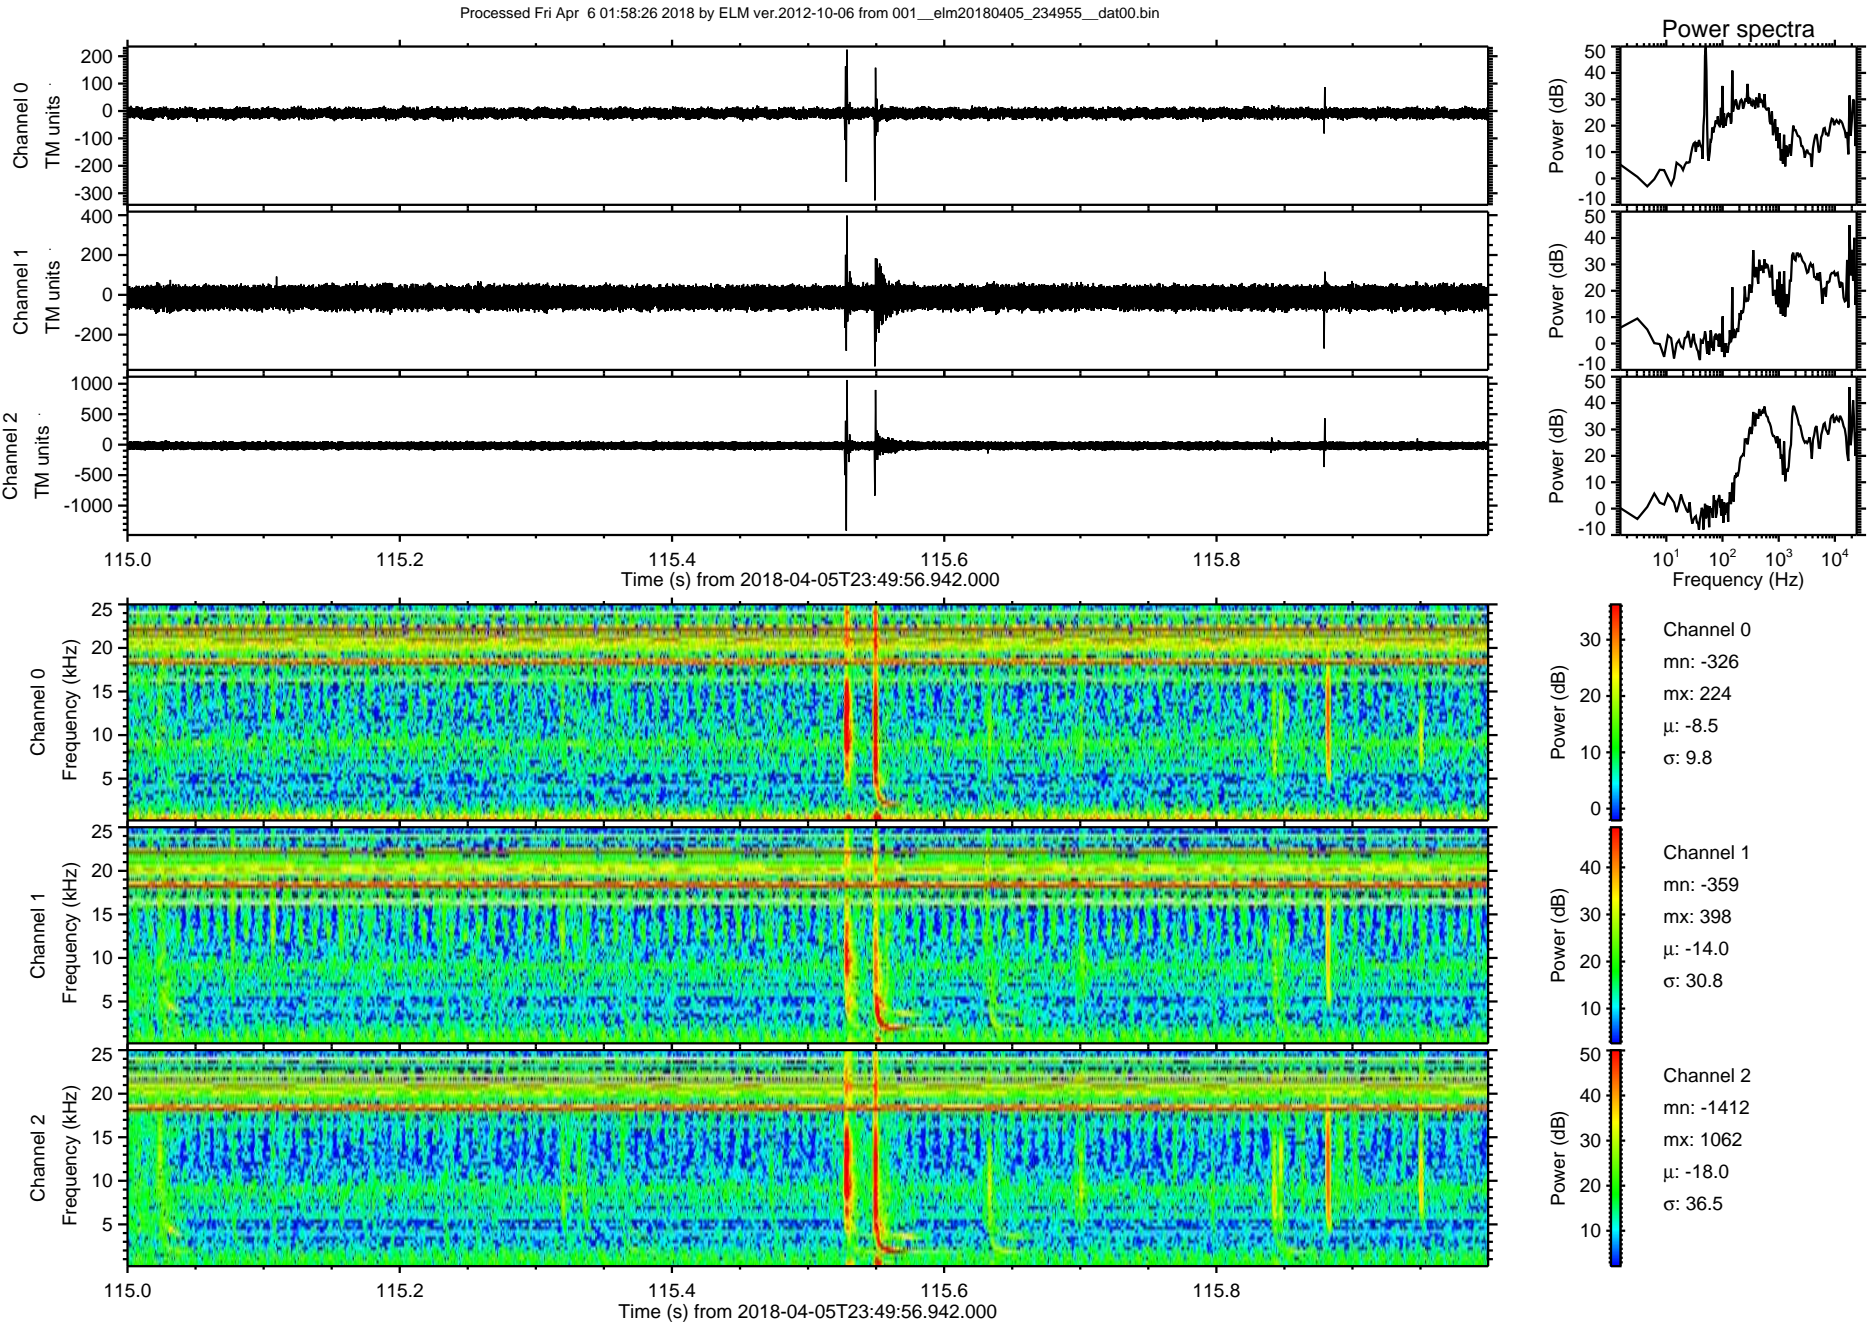 Processed Fri Apr  6 01:58:26 2018 by ELM ver.2012-10-06 from 001__elm20180405_234955__dat00.bin
Power spectra
Channel 0
TM units
200
100
0
-100
-200
-300
Power (dB)
50
40
30
20
10
0
-10
Channel 1
TM units
400
200
0
-200
Power (dB)
50
40
30
20
10
0
-10
Channel 2
TM units
1000
500
0
-500
-1000
Power (dB)
50
40
30
20
10
0
-10
115.0 115.2 115.4 115.6 115.8
Time (s) from 2018-04-05T23:49:56.942.000
10^1 10^2 10^3 10^4
Frequency (Hz)
Channel 0
Frequency (kHz)
25
20
15
10
5
Power (dB)
30
20
10
0
Channel 0
mn: -326
mx: 224
μ: -8.5
σ: 9.8
Channel 1
Frequency (kHz)
25
20
15
10
5
Power (dB)
40
30
20
10
Channel 1
mn: -359
mx: 398
μ: -14.0
σ: 30.8
Channel 2
Frequency (kHz)
25
20
15
10
5
Power (dB)
50
40
30
20
10
Channel 2
mn: -1412
mx: 1062
μ: -18.0
σ: 36.5
115.0 115.2 115.4 115.6 115.8
Time (s) from 2018-04-05T23:49:56.942.000